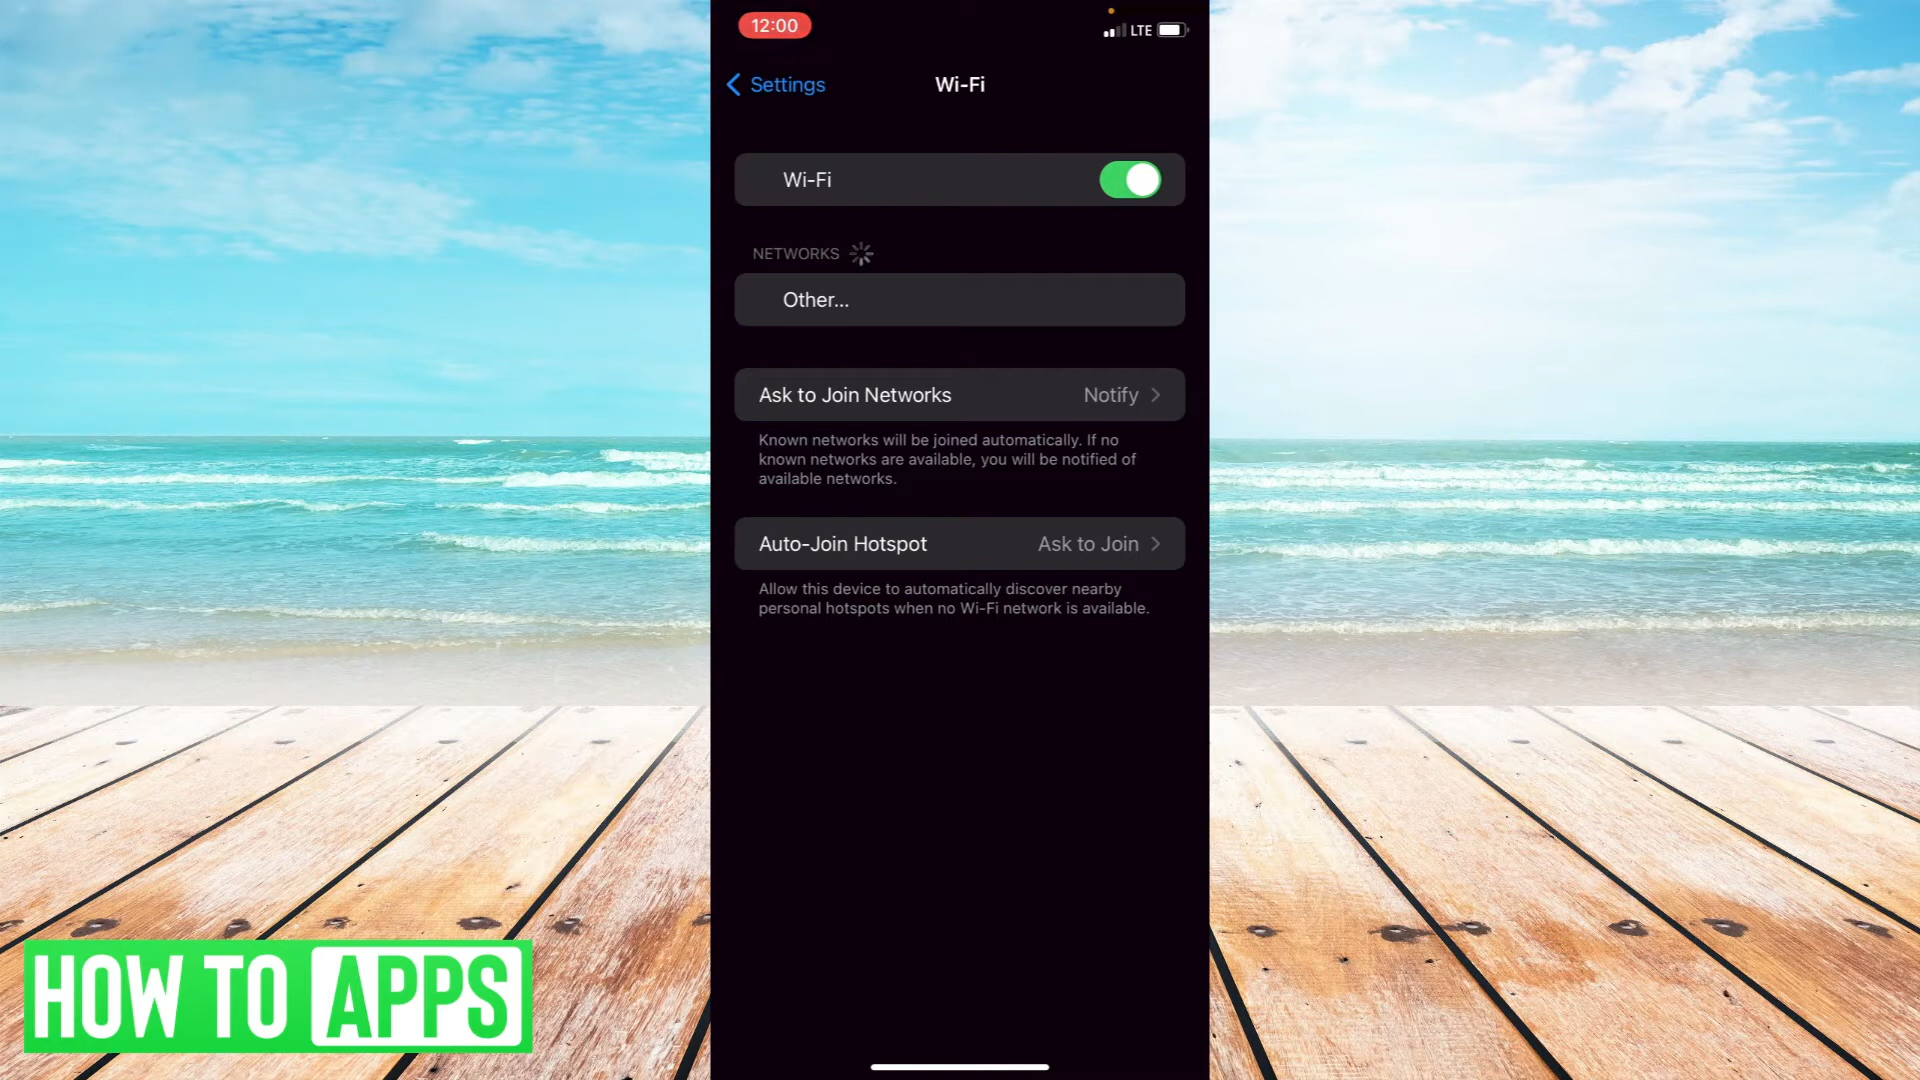 12:00
LTE
Settings
Wi-Fi
Wi-Fi
NETWORKS
Other...
Ask to Join Networks Notify
Known networks will be joined automatically. If no
known networks are available, you will be notified of
available networks.
Auto-Join Hotspot Ask to Join
Allow this device to automatically discover nearby
personal hotspots when no Wi-Fi network is available.
HOW TO APPS